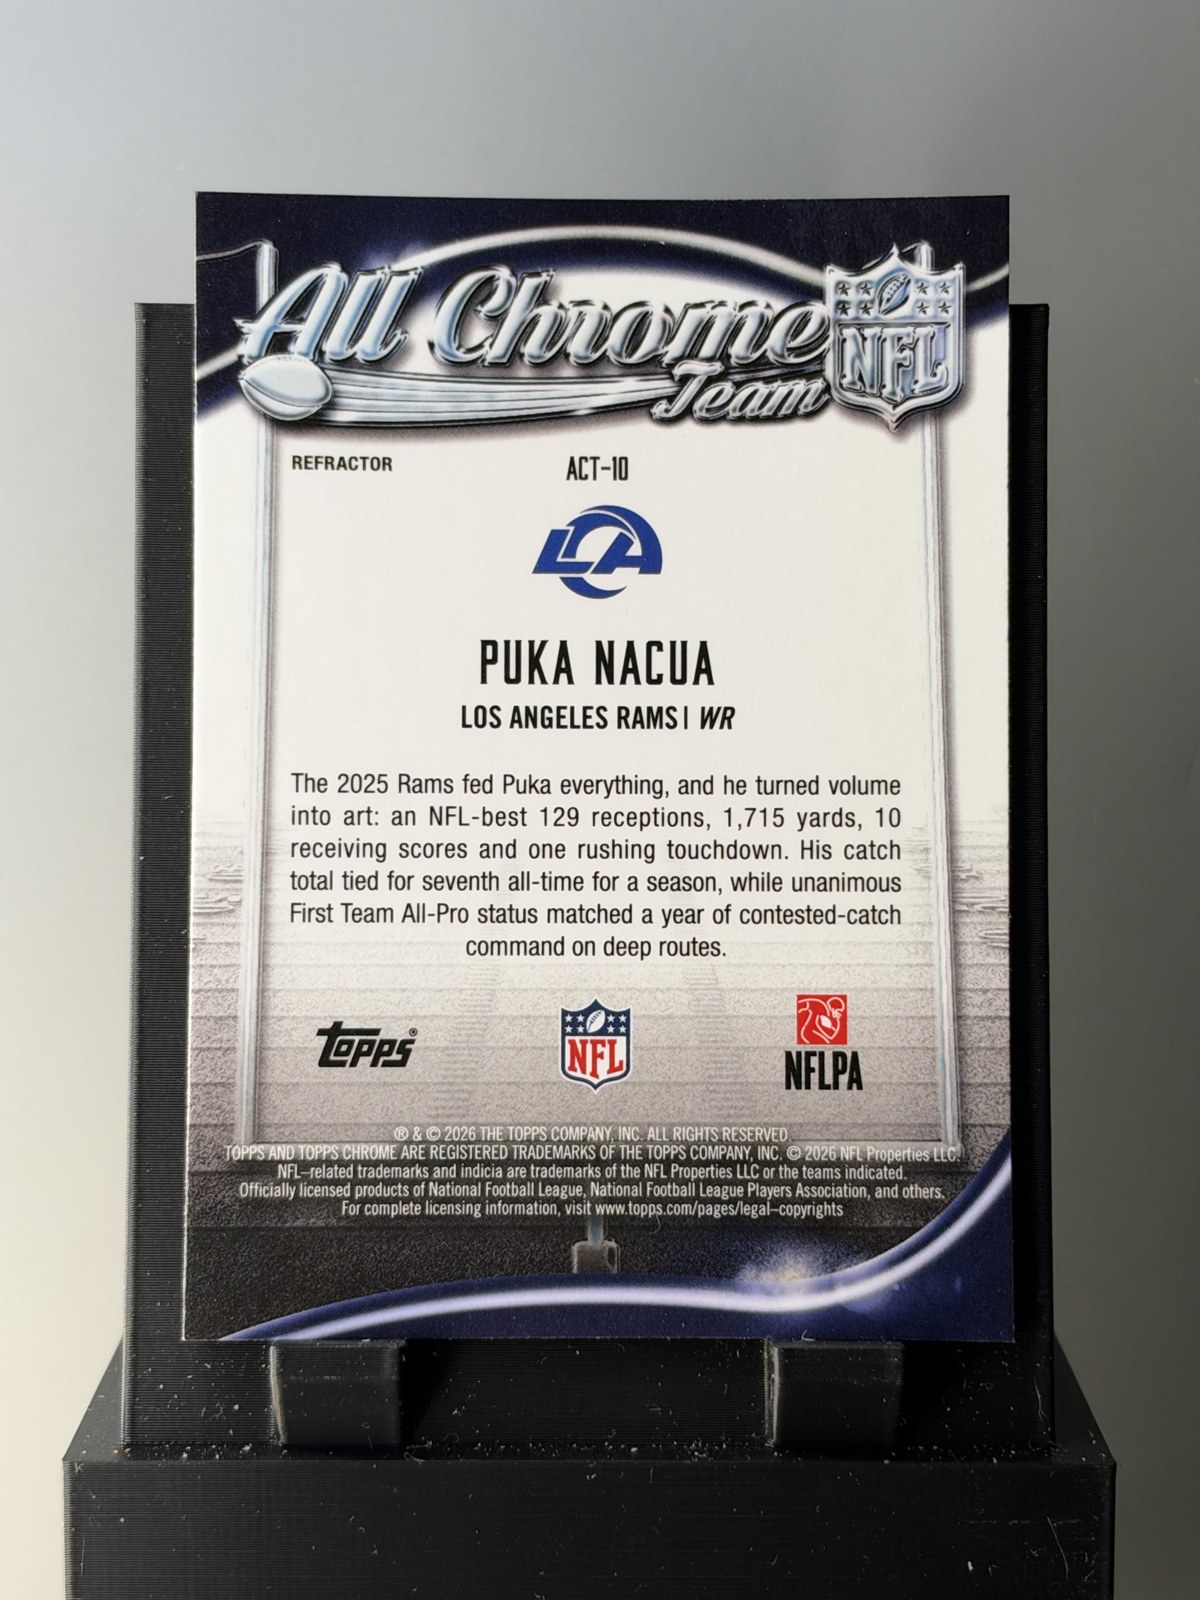 All Chrome
Team
NFL
REFRACTOR
ACT-10
LA
PUKA NACUA
LOS ANGELES RAMS | WR
The 2025 Rams fed Puka everything, and he turned volume
into art: an NFL-best 129 receptions, 1,715 yards, 10
receiving scores and one rushing touchdown. His catch
total tied for seventh all-time for a season, while unanimous
First Team All-Pro status matched a year of contested-catch
command on deep routes.
topps®
NFL
NFLPA
® & © 2026 THE TOPPS COMPANY, INC. ALL RIGHTS RESERVED.
TOPPS AND TOPPS CHROME ARE REGISTERED TRADEMARKS OF THE TOPPS COMPANY, INC. © 2026 NFL Properties LLC.
NFL-related trademarks and indicia are trademarks of the NFL Properties LLC or the teams indicated.
Officially licensed products of National Football League, National Football League Players Association, and others.
For complete licensing information, visit www.topps.com/pages/legal-copyrights